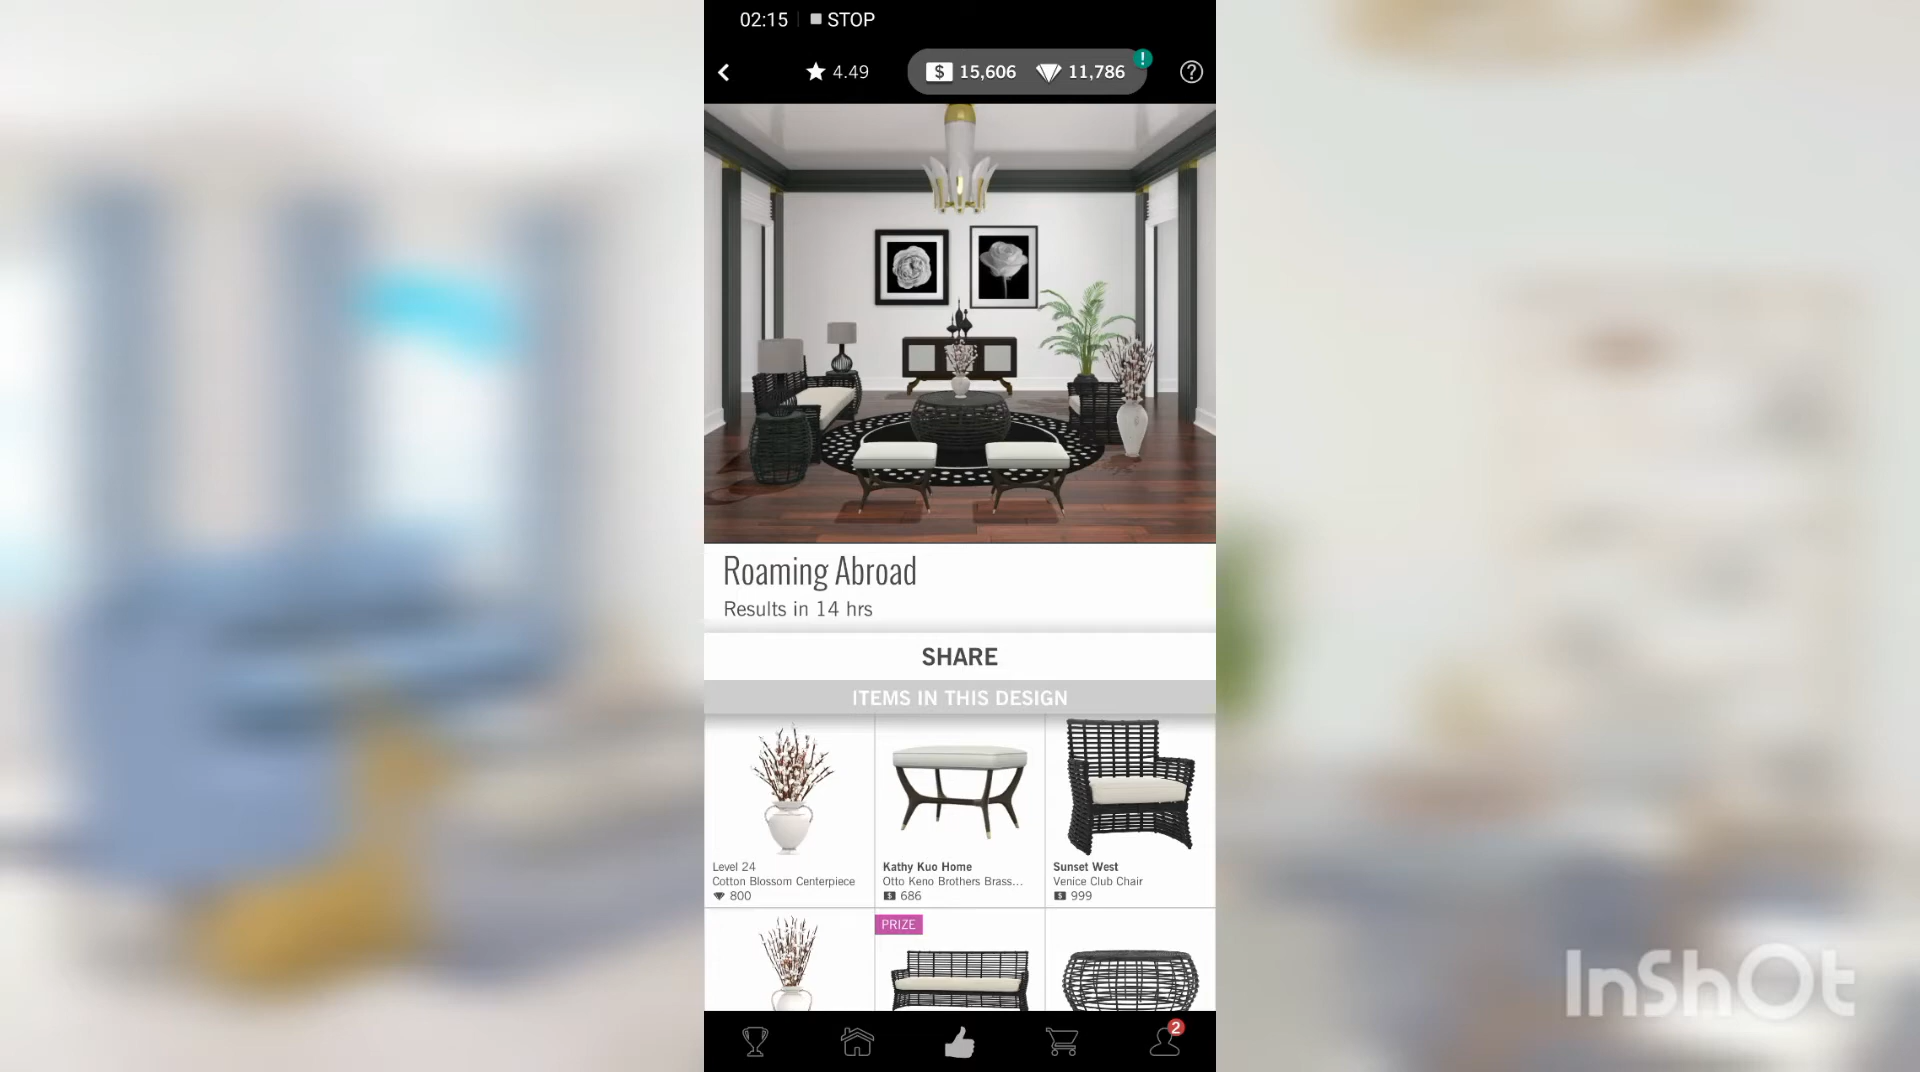 02:15 STOP
4.49 $ 15,606 11,786 ! ?
Roaming Abroad
Results in 14 hrs
SHARE
ITEMS IN THIS DESIGN
Level 24
Cotton Blossom Centerpiece
800
Kathy Kuo Home
Otto Keno Brothers Brass...
$ 686
Sunset West
Venice Club Chair
$ 999
PRIZE
2
InShOt